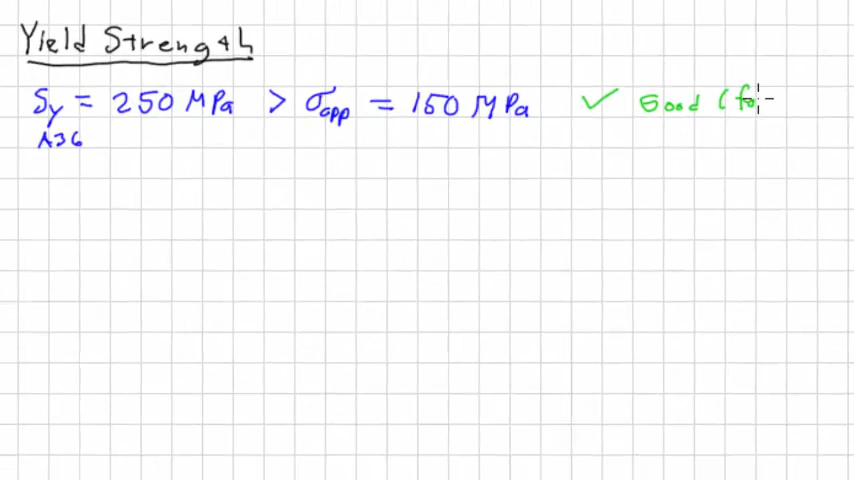 Yield Strength
Sy = 250 MPa > σapp = 150 MPa ✓ Good (fo
A36